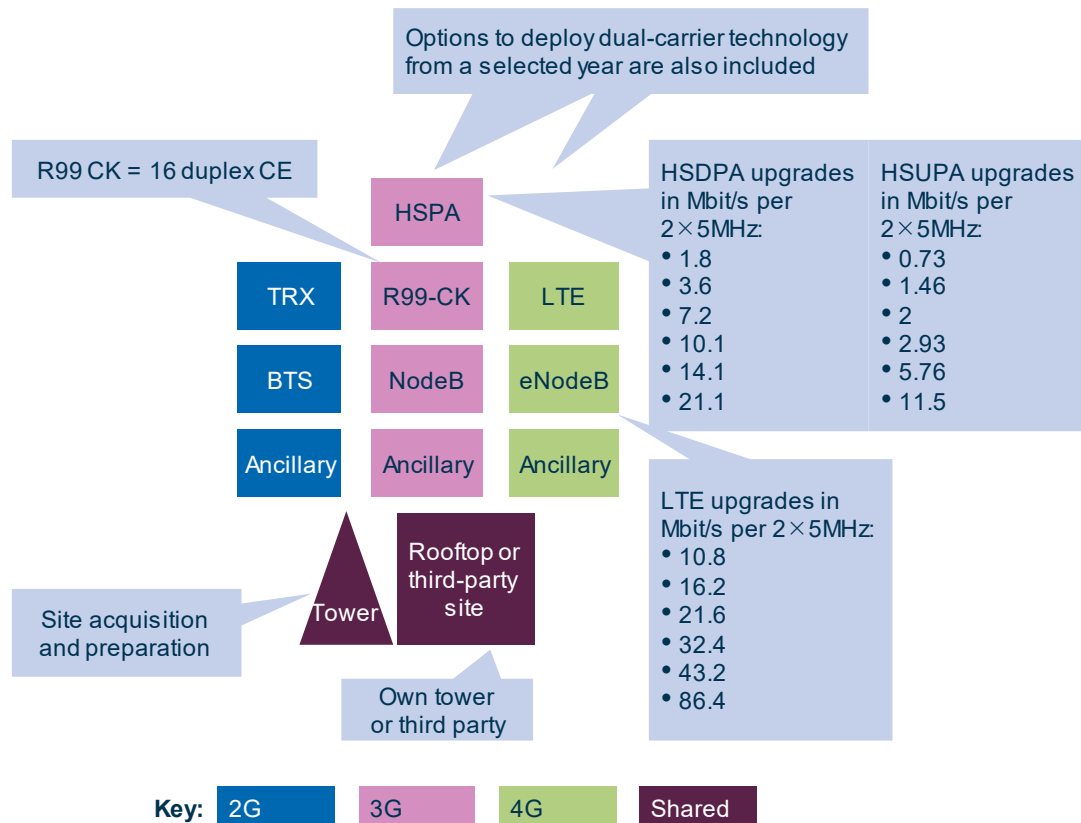 Options to deploy dual-carrier technology
from a selected year are also included
R99 CK = 16 duplex CE
HSPA
TRX
R99-CK
LTE
BTS
NodeB
eNodeB
Ancillary
Ancillary
Ancillary
HSDPA upgrades
in Mbit/s per
2×5MHz:
• 1.8
• 3.6
• 7.2
• 10.1
• 14.1
• 21.1
HSUPA upgrades
in Mbit/s per
2×5MHz:
• 0.73
• 1.46
• 2
• 2.93
• 5.76
• 11.5
LTE upgrades in
Mbit/s per 2×5MHz:
• 10.8
• 16.2
• 21.6
• 32.4
• 43.2
• 86.4
Tower
Rooftop or
third-party
site
Site acquisition
and preparation
Own tower
or third party
Key: 2G 3G 4G Shared